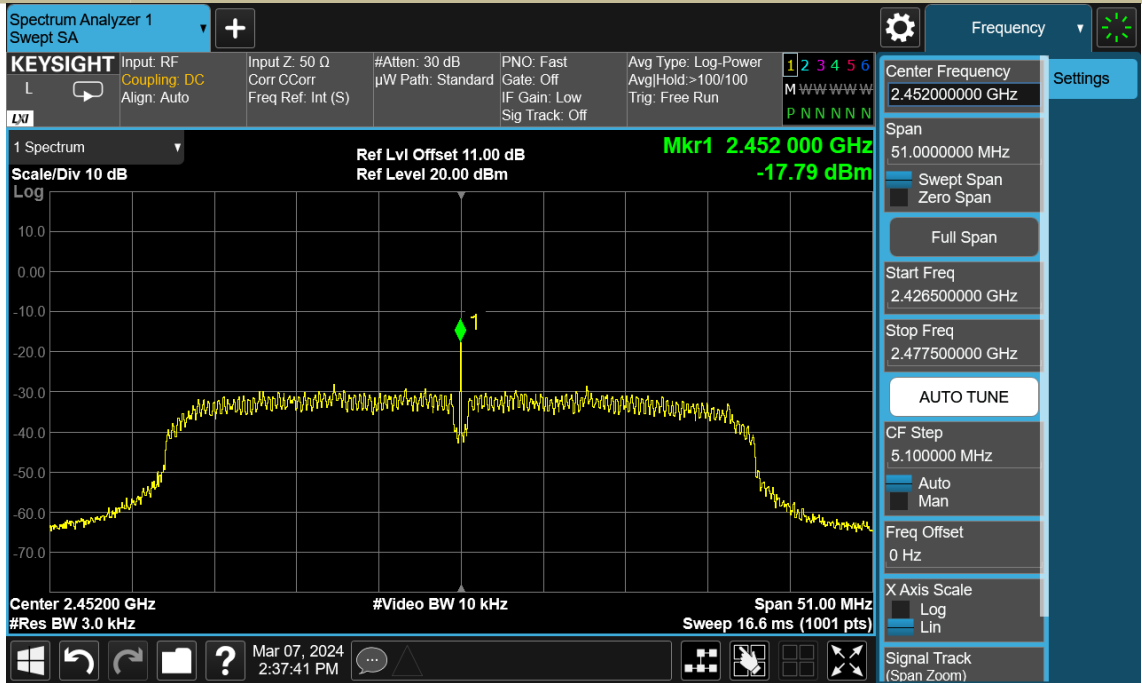 Spectrum Analyzer 1
Swept SA
Frequency
KEYSIGHT
L
LXI
Input: RF
Coupling: DC
Align: Auto
Input Z: 50 Ω
Corr CCorr
Freq Ref: Int (S)
#Atten: 30 dB
µW Path: Standard
PNO: Fast
Gate: Off
IF Gain: Low
Sig Track: Off
Avg Type: Log-Power
Avg|Hold:>100/100
Trig: Free Run
1 2 3 4 5 6
M W W W W W
P N N N N N
1 Spectrum
Scale/Div 10 dB
Log
Ref Lvl Offset 11.00 dB
Ref Level 20.00 dBm
Mkr1 2.452 000 GHz
-17.79 dBm
10.0
0.00
-10.0
-20.0
-30.0
-40.0
-50.0
-60.0
-70.0
1
Center 2.45200 GHz
#Res BW 3.0 kHz
#Video BW 10 kHz
Span 51.00 MHz
Sweep 16.6 ms (1001 pts)
Mar 07, 2024
2:37:41 PM
Center Frequency
2.452000000 GHz
Span
51.0000000 MHz
Swept Span
Zero Span
Full Span
Start Freq
2.426500000 GHz
Stop Freq
2.477500000 GHz
AUTO TUNE
CF Step
5.100000 MHz
Auto
Man
Freq Offset
0 Hz
X Axis Scale
Log
Lin
Signal Track
(Span Zoom)
Settings